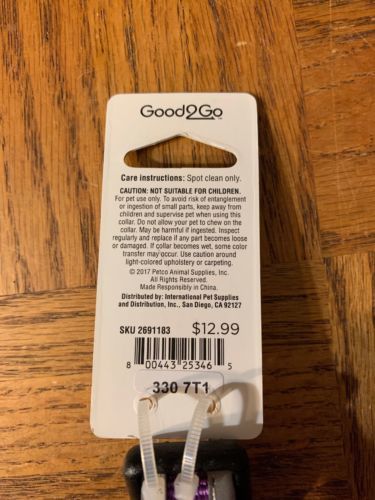 Good2Go™
Care instructions: Spot clean only.
CAUTION: NOT SUITABLE FOR CHILDREN.
For pet use only. To avoid risk of entanglement
or ingestion of small parts, keep away from
children and supervise pet when using this
collar. Do not allow your pet to chew on the
collar. May be harmful if ingested. Inspect
regularly and replace if any part becomes loose
or damaged. If collar becomes wet, some color
transfer may occur. Use caution around
light-colored upholstery or carpeting.
© 2017 Petco Animal Supplies, Inc.
All Rights Reserved.
Made Responsibly in China.
Distributed by: International Pet Supplies
and Distribution, Inc., San Diego, CA 92127
SKU 2691183 $12.99
8 00443 25346 5
330 7T1